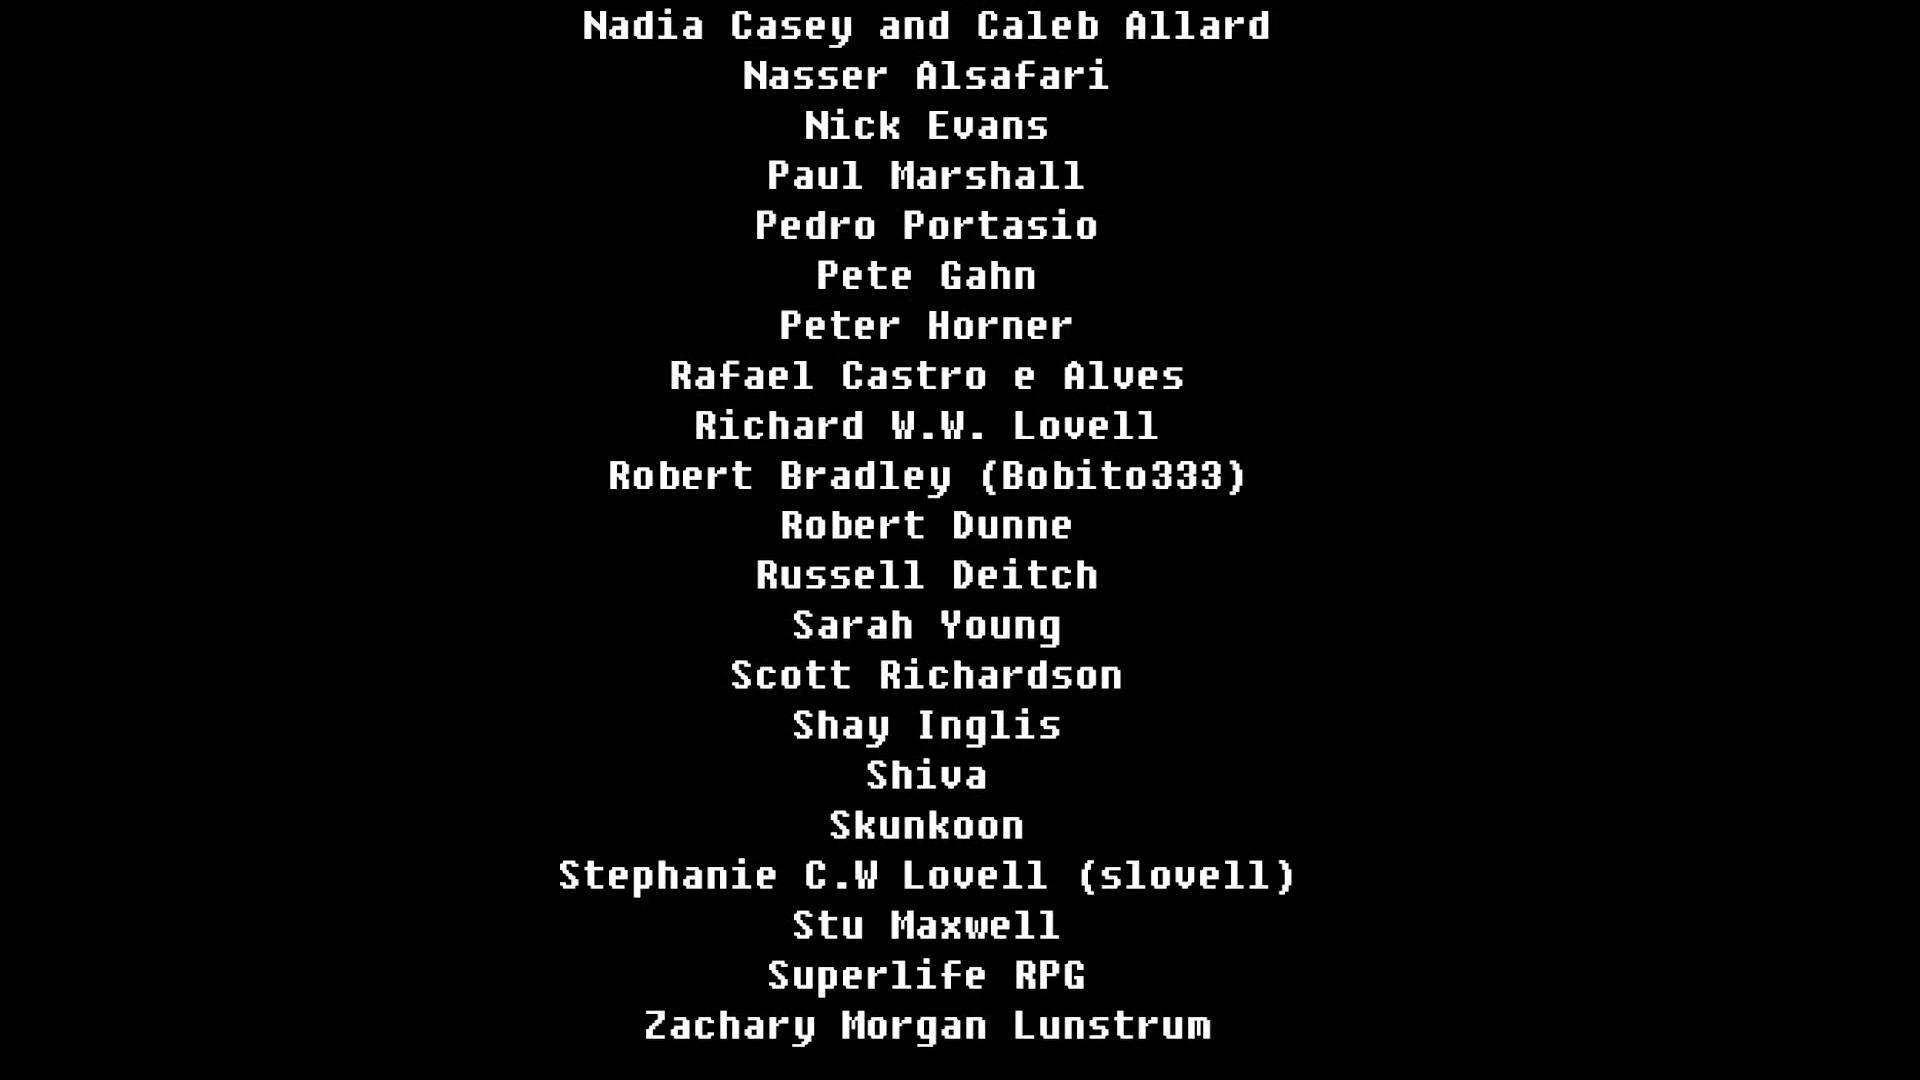 Nadia Casey and Caleb Allard
Nasser Alsafari
Nick Evans
Paul Marshall
Pedro Portasio
Pete Gahn
Peter Horner
Rafael Castro e Alves
Richard W.W. Lovell
Robert Bradley (Bobito333)
Robert Dunne
Russell Deitch
Sarah Young
Scott Richardson
Shay Inglis
Shiva
Skunkoon
Stephanie C.W Lovell (slovell)
Stu Maxwell
Superlife RPG
Zachary Morgan Lunstrum